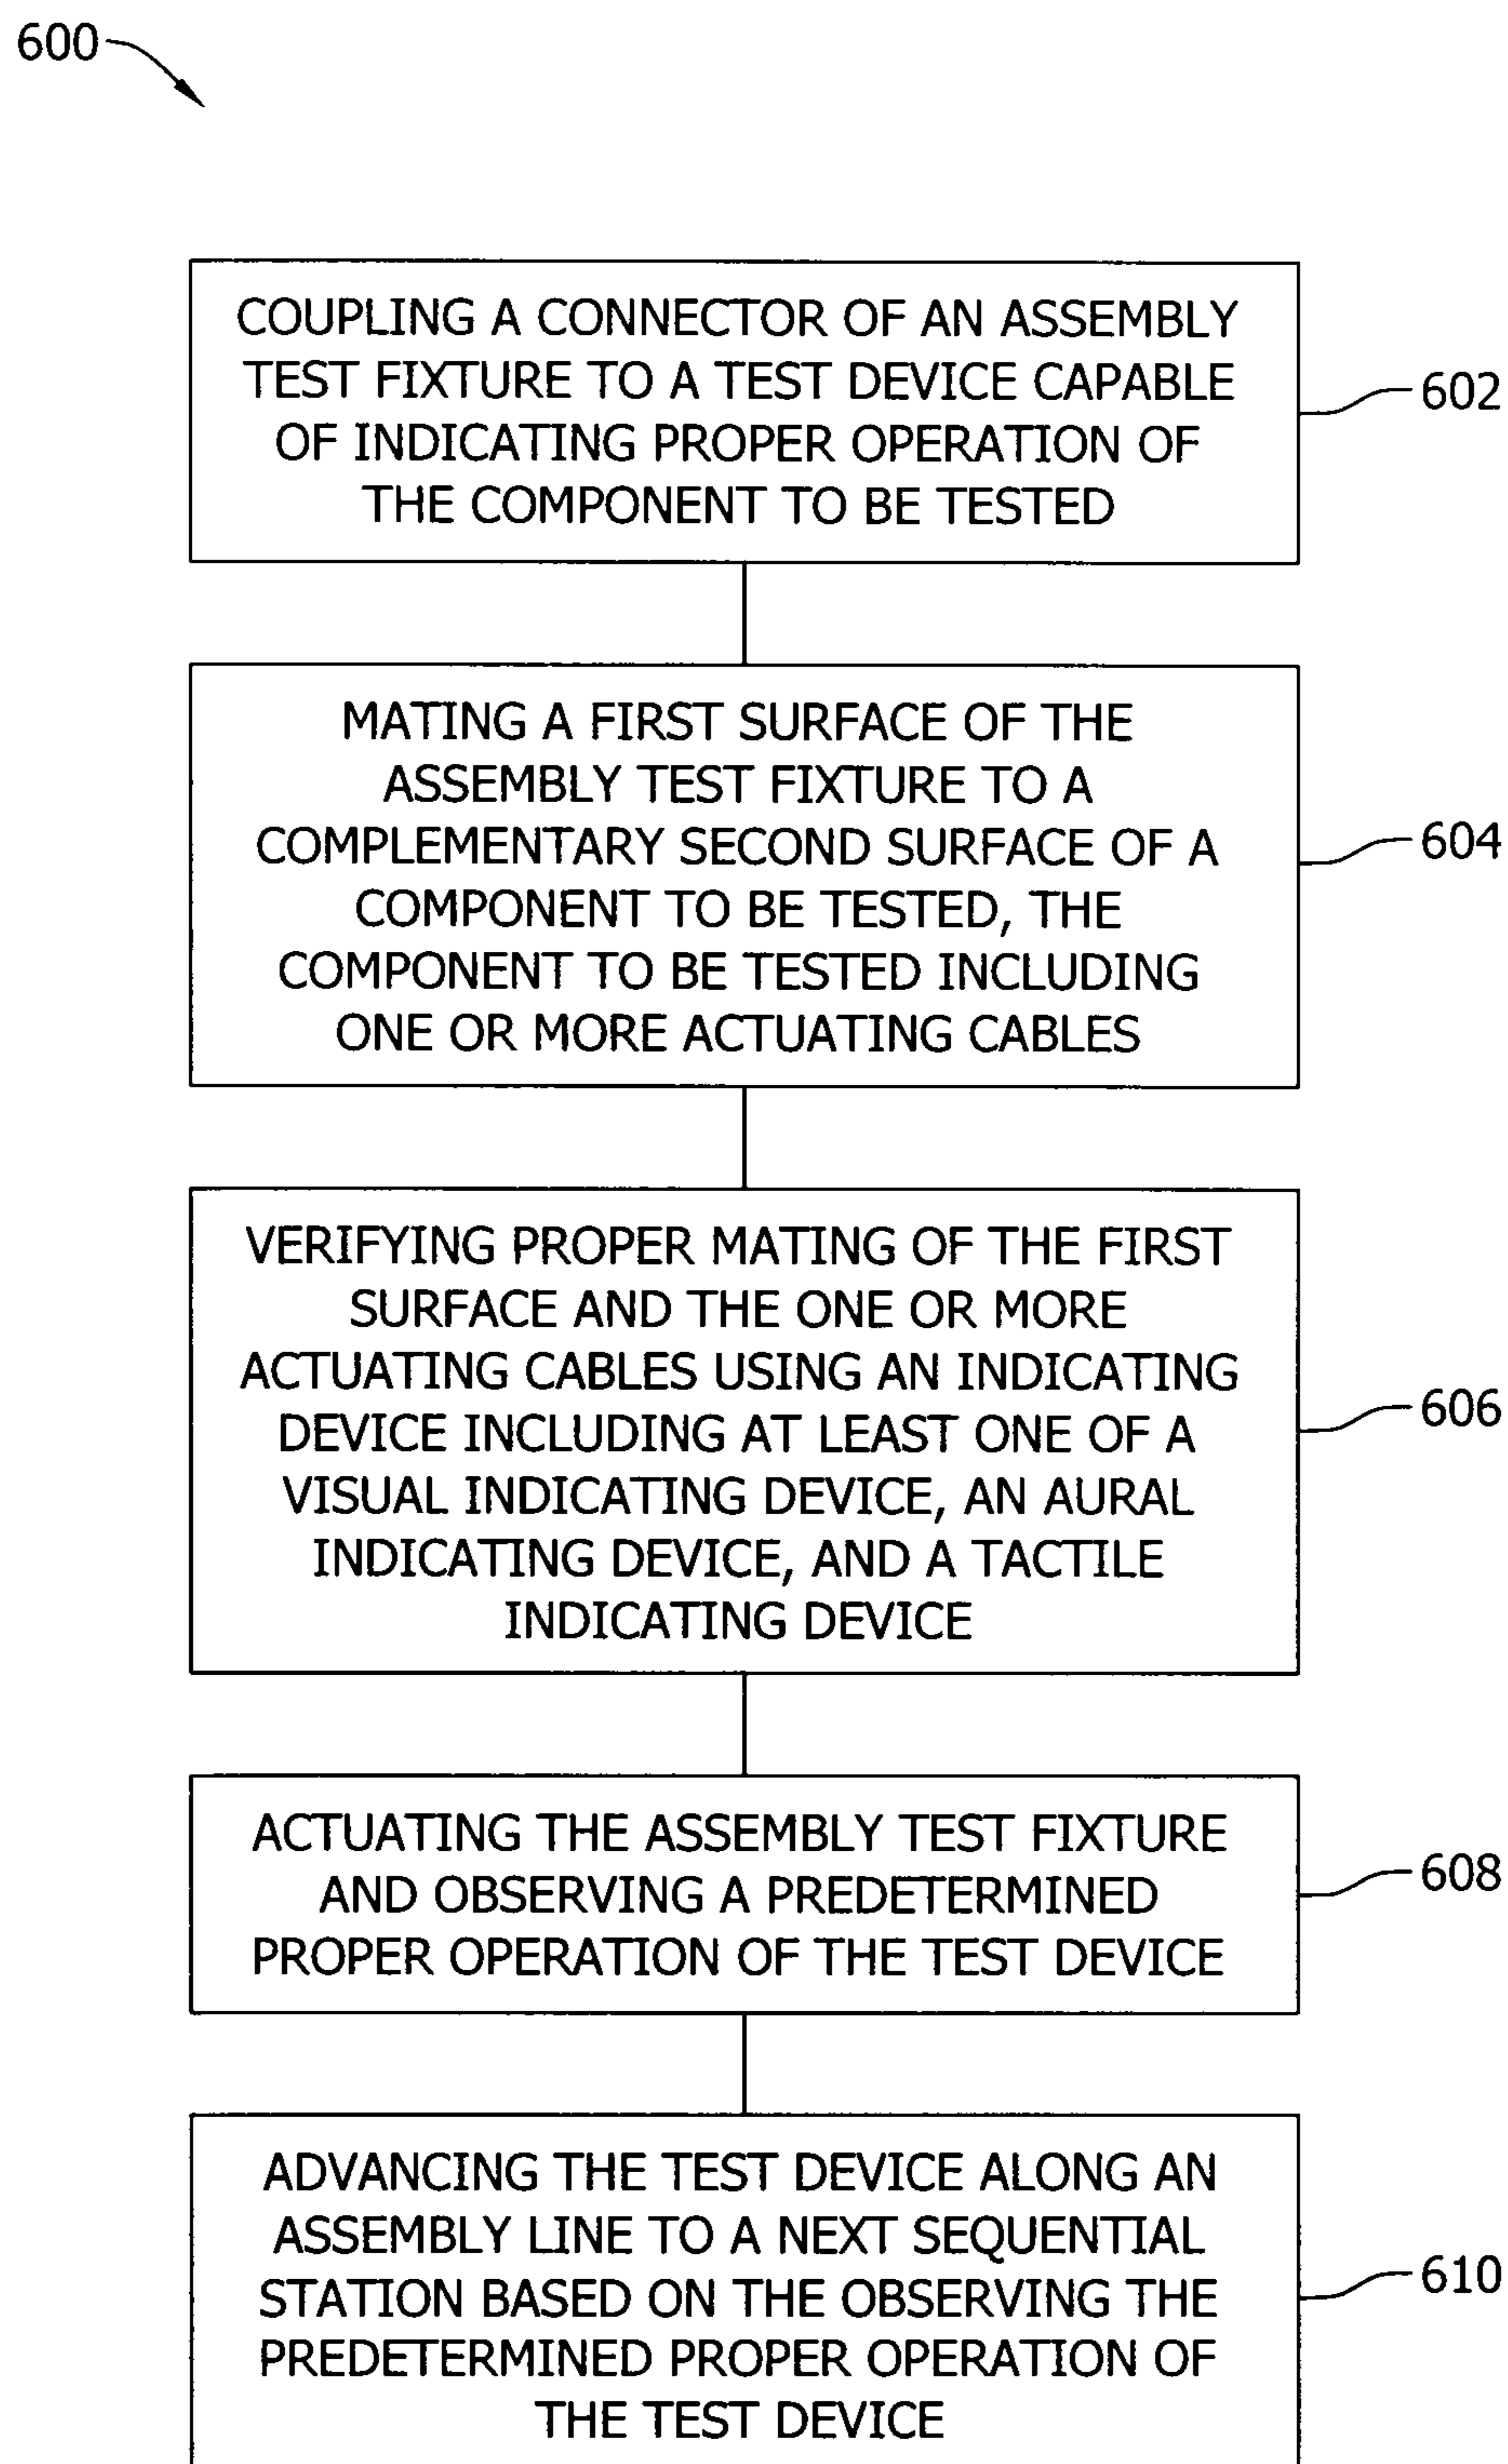 600
COUPLING A CONNECTOR OF AN ASSEMBLY
TEST FIXTURE TO A TEST DEVICE CAPABLE
OF INDICATING PROPER OPERATION OF
THE COMPONENT TO BE TESTED
602
MATING A FIRST SURFACE OF THE
ASSEMBLY TEST FIXTURE TO A
COMPLEMENTARY SECOND SURFACE OF A
COMPONENT TO BE TESTED, THE
COMPONENT TO BE TESTED INCLUDING
ONE OR MORE ACTUATING CABLES
604
VERIFYING PROPER MATING OF THE FIRST
SURFACE AND THE ONE OR MORE
ACTUATING CABLES USING AN INDICATING
DEVICE INCLUDING AT LEAST ONE OF A
VISUAL INDICATING DEVICE, AN AURAL
INDICATING DEVICE, AND A TACTILE
INDICATING DEVICE
606
ACTUATING THE ASSEMBLY TEST FIXTURE
AND OBSERVING A PREDETERMINED
PROPER OPERATION OF THE TEST DEVICE
608
ADVANCING THE TEST DEVICE ALONG AN
ASSEMBLY LINE TO A NEXT SEQUENTIAL
STATION BASED ON THE OBSERVING THE
PREDETERMINED PROPER OPERATION OF
THE TEST DEVICE
610